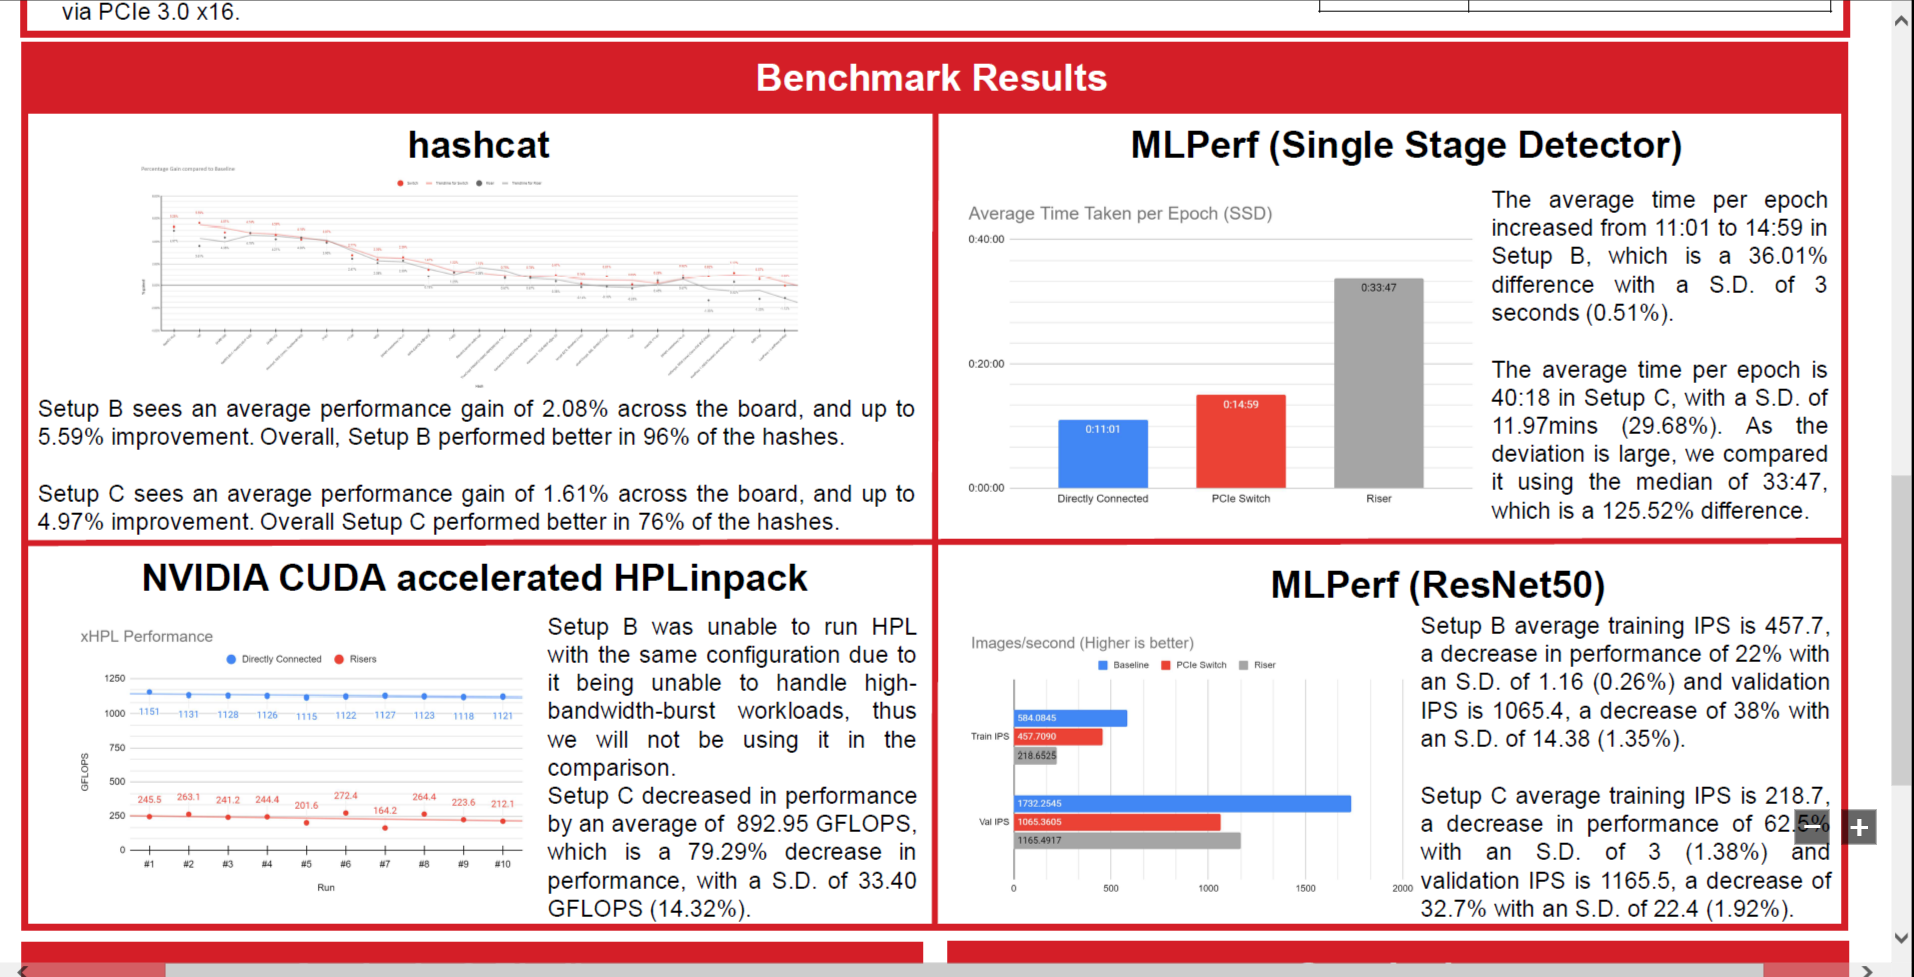 via PCIe 3.0 x16.
Benchmark Results
hashcat
Percentage Gain compared to Baseline
Switch Trendline for Switch Riser Trendline for Riser
Setup B sees an average performance gain of 2.08% across the board, and up to
5.59% improvement. Overall, Setup B performed better in 96% of the hashes.
Setup C sees an average performance gain of 1.61% across the board, and up to
4.97% improvement. Overall Setup C performed better in 76% of the hashes.
MLPerf (Single Stage Detector)
Average Time Taken per Epoch (SSD)
0:40:00
0:20:00
0:00:00
0:11:01
0:14:59
0:33:47
Directly Connected
PCIe Switch
Riser
The average time per epoch
increased from 11:01 to 14:59 in
Setup B, which is a 36.01%
difference with a S.D. of 3
seconds (0.51%).
The average time per epoch is
40:18 in Setup C, with a S.D. of
11.97mins (29.68%). As the
deviation is large, we compared
it using the median of 33:47,
which is a 125.52% difference.
NVIDIA CUDA accelerated HPLinpack
xHPL Performance
Directly Connected Risers
GFLOPS
1250
1000
750
500
250
0
1151 1131 1128 1126 1115 1122 1127 1123 1118 1121
245.5 263.1 241.2 244.4 201.6 272.4 164.2 264.4 223.6 212.1
#1 #2 #3 #4 #5 #6 #7 #8 #9 #10
Run
Setup B was unable to run HPL
with the same configuration due to
it being unable to handle high-
bandwidth-burst workloads, thus
we will not be using it in the
comparison.
Setup C decreased in performance
by an average of 892.95 GFLOPS,
which is a 79.29% decrease in
performance, with a S.D. of 33.40
GFLOPS (14.32%).
MLPerf (ResNet50)
Images/second (Higher is better)
Baseline PCIe Switch Riser
Train IPS
584.0845
457.7090
218.6525
Val IPS
1732.2545
1065.3605
1165.4917
0 500 1000 1500 2000
Setup B average training IPS is 457.7,
a decrease in performance of 22% with
an S.D. of 1.16 (0.26%) and validation
IPS is 1065.4, a decrease of 38% with
an S.D. of 14.38 (1.35%).
Setup C average training IPS is 218.7,
a decrease in performance of 62.5%
with an S.D. of 3 (1.38%) and
validation IPS is 1165.5, a decrease of
32.7% with an S.D. of 22.4 (1.92%).